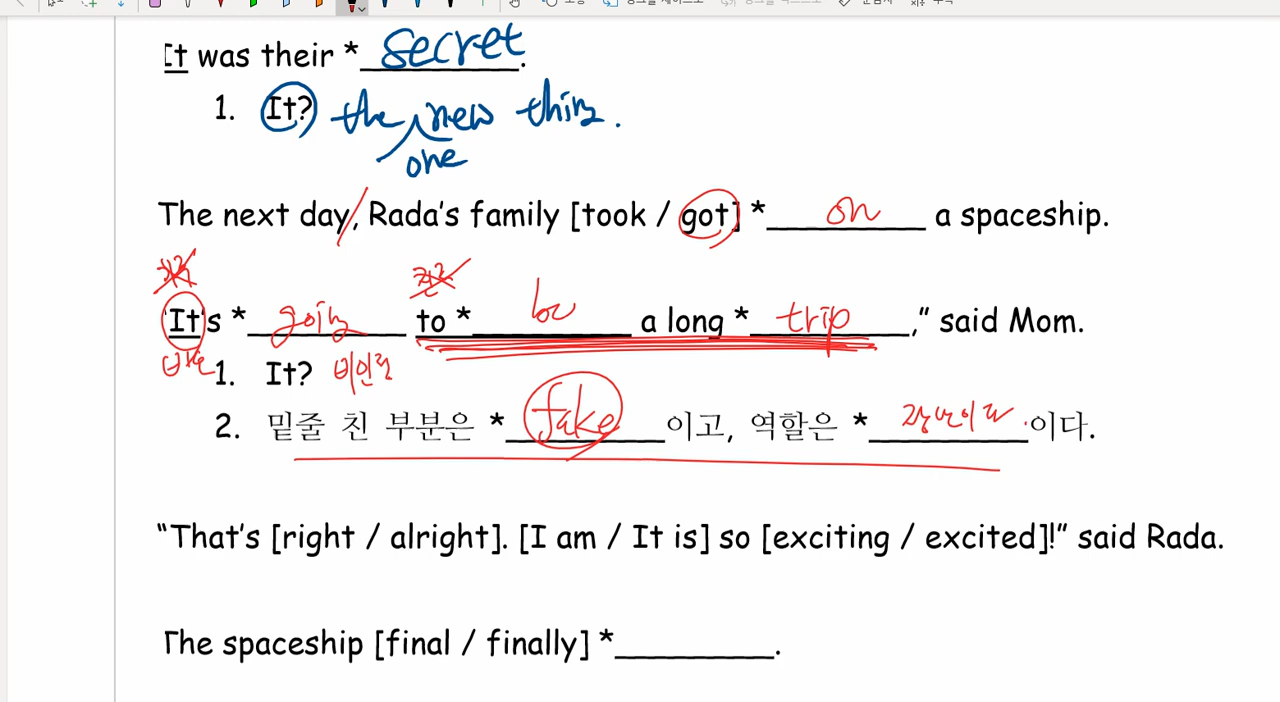 It was their * secret.
1. It? the new thing.
one
The next day, Rada's family [took / got] * on a spaceship.
"It's * going to * be a long * trip," said Mom.
1. It? 비인칭
2. 밑줄 친 부분은 * fake 이고, 역할은 * 이다.
"That's [right / alright]. [I am / It is] so [exciting / excited]!" said Rada.
The spaceship [final / finally] *_________.